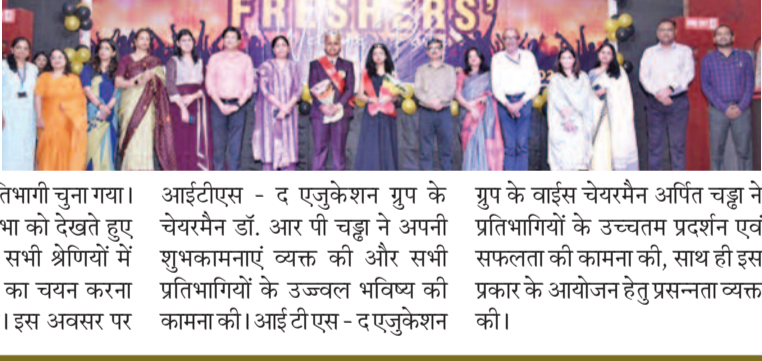 FRESHERS'
तिभागी चुना गया।
भा को देखते हुए
सभी श्रेणियों में
का चयन करना
। इस अवसर पर
आईटीएस - द एजुकेशन ग्रुप के
चेयरमैन डॉ. आर पी चड्ढा ने अपनी
शुभकामनाएं व्यक्त की और सभी
प्रतिभागियों के उज्ज्वल भविष्य की
कामना की। आई टी एस - द एजुकेशन
ग्रुप के वाईस चेयरमैन अर्पित चड्ढा ने
प्रतिभागियों के उच्चतम प्रदर्शन एवं
सफलता की कामना की, साथ ही इस
प्रकार के आयोजन हेतु प्रसन्नता व्यक्त
की।